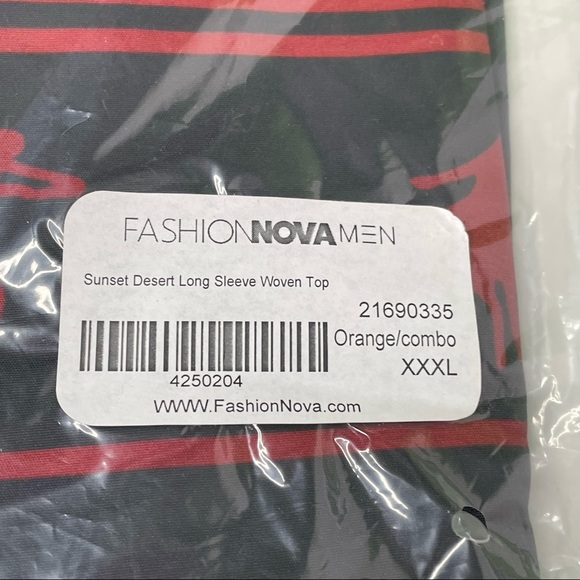 FASHIONNOVAMEN
Sunset Desert Long Sleeve Woven Top
21690335
Orange/combo
XXXL
4250204
WWW.FashionNova.com